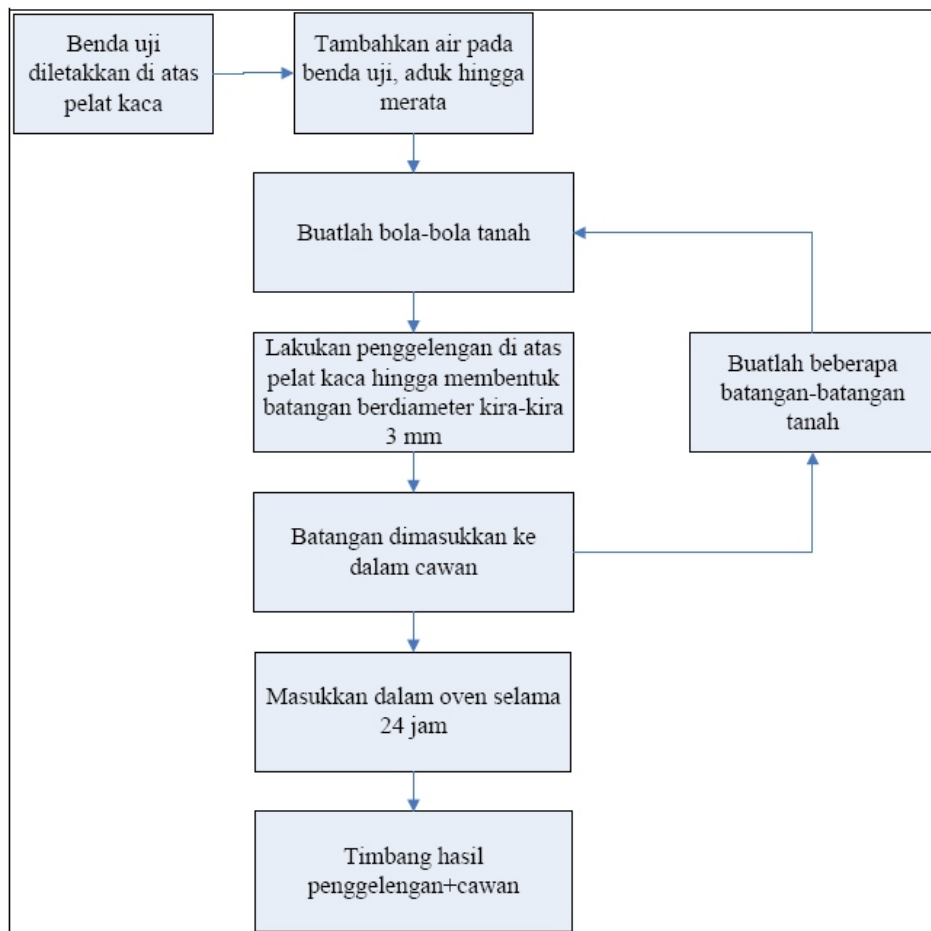 Benda uji
diletakkan di atas
pelat kaca
Tambahkan air pada
benda uji, aduk hingga
merata
Buatlah bola-bola tanah
Lakukan penggelengan di atas
pelat kaca hingga membentuk
batangan berdiameter kira-kira
3 mm
Buatlah beberapa
batangan-batangan
tanah
Batangan dimasukkan ke
dalam cawan
Masukkan dalam oven selama
24 jam
Timbang hasil
penggelengan+cawan